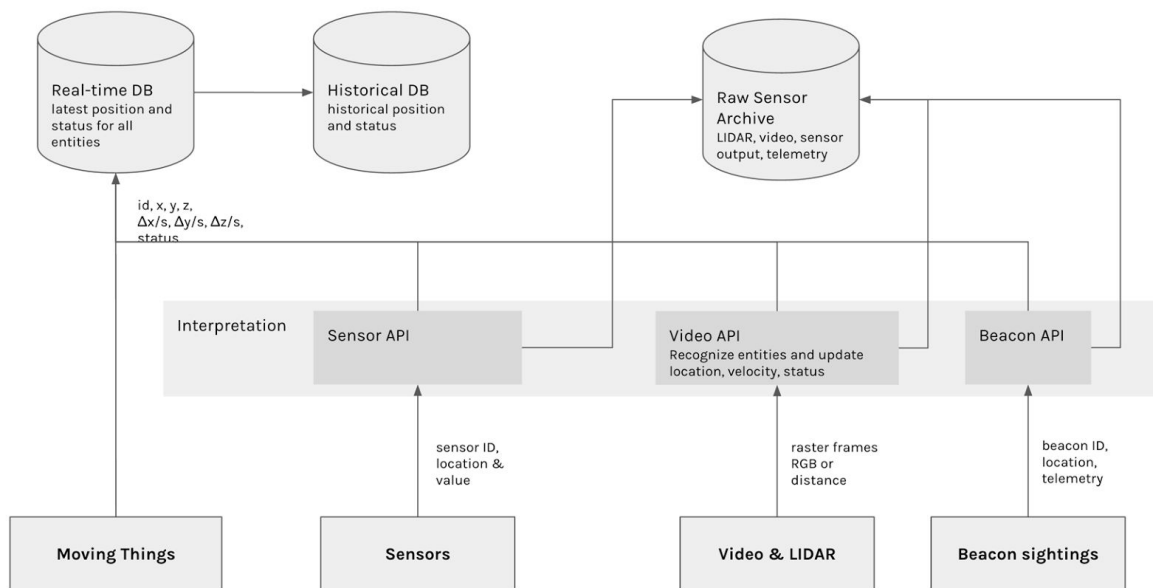 Real-time DB
latest position and
status for all
entities
Historical DB
historical position
and status
Raw Sensor
Archive
LIDAR, video, sensor
output, telemetry
id, x, y, z,
Δx/s, Δy/s, Δz/s,
status
Interpretation
Sensor API
Video API
Recognize entities and update
location, velocity, status
Beacon API
sensor ID,
location &
value
raster frames
RGB or
distance
beacon ID,
location,
telemetry
Moving Things
Sensors
Video & LIDAR
Beacon sightings